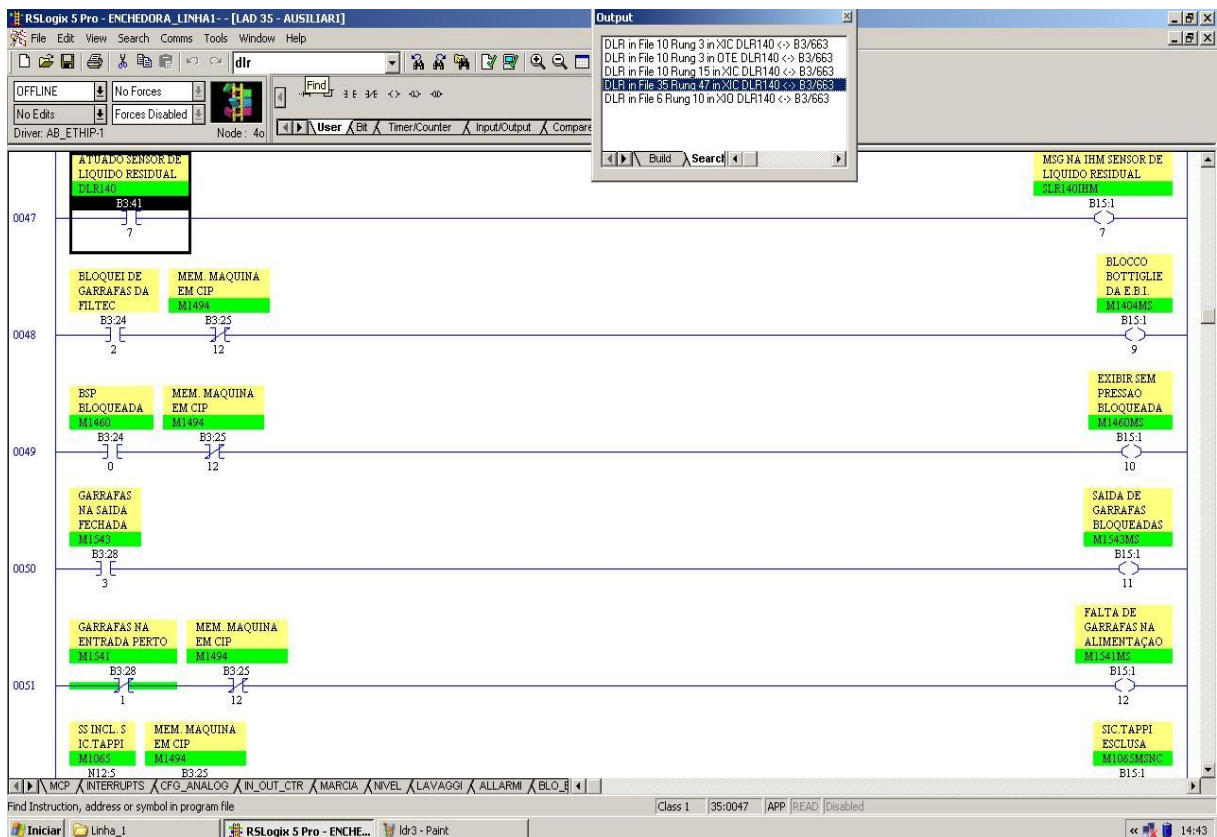 RSLogix 5 Pro - ENCHEDORA_LINHA1- - [LAD 35 - AUSILIARI]
File Edit View Search Comms Tools Window Help
dlr
Find
OFFLINE
No Forces
No Edits
Forces Disabled
Driver: AB_ETHIP-1
Node : 4o
User
Bit
Timer/Counter
Input/Output
Compare
Output
DLR in File 10 Rung 3 in XIC DLR140 <-> B3/663
DLR in File 10 Rung 3 in OTE DLR140 <-> B3/663
DLR in File 10 Rung 15 in XIC DLR140 <-> B3/663
DLR in File 35 Rung 47 in XIC DLR140 <-> B3/663
DLR in File 6 Rung 10 in XIO DLR140 <-> B3/663
Build
Search
ATUADO SENSOR DE
LIQUIDO RESIDUAL
DLR140
B3:41
7
0047
MSG NA IHM SENSOR DE
LIQUIDO RESIDUAL
SLR140IHM
B15:1
7
BLOQUEI DE
GARRAFAS DA
FILTEC
B3:24
2
MEM. MAQUINA
EM CIP
M1494
B3:25
12
0048
BLOCCO
BOTTIGLIE
DA E.B.I.
M1404MS
B15:1
9
BSP
BLOQUEADA
M1460
B3:24
0
MEM. MAQUINA
EM CIP
M1494
B3:25
12
0049
EXIBIR SEM
PRESSAO
BLOQUEADA
M1460MS
B15:1
10
GARRAFAS
NA SAIDA
FECHADA
M1543
B3:28
3
0050
SAIDA DE
GARRAFAS
BLOQUEADAS
M1543MS
B15:1
11
GARRAFAS NA
ENTRADA PERTO
M1541
B3:28
1
MEM. MAQUINA
EM CIP
M1494
B3:25
12
0051
FALTA DE
GARRAFAS NA
ALIMENTAÇAO
M1541MS
B15:1
12
SS INCL. S
IC.TAPPI
M1065
N12:5
MEM. MAQUINA
EM CIP
M1494
B3:25
SIC.TAPPI
ESCLUSA
M1065MSNC
B15:1
MCP
INTERRUPTS
CFG_ANALOG
IN_OUT_CTR
MARCIA
NIVEL
LAVAGGI
ALLARMI
Find Instruction, address or symbol in program file
Class 1
35:0047
APP
READ
Disabled
Iniciar
Linha_1
RSLogix 5 Pro - ENCHE...
ldr3 - Paint
14:43